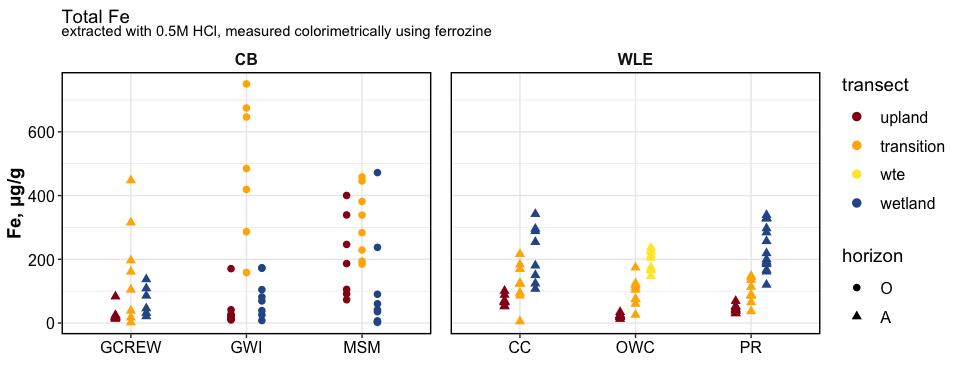 Total Fe
extracted with 0.5M HCl, measured colorimetrically using ferrozine
CB
WLE
Fe, µg/g
600
400
200
0
GCREW
GWI
MSM
CC
OWC
PR
transect
upland
transition
wte
wetland
horizon
O
A